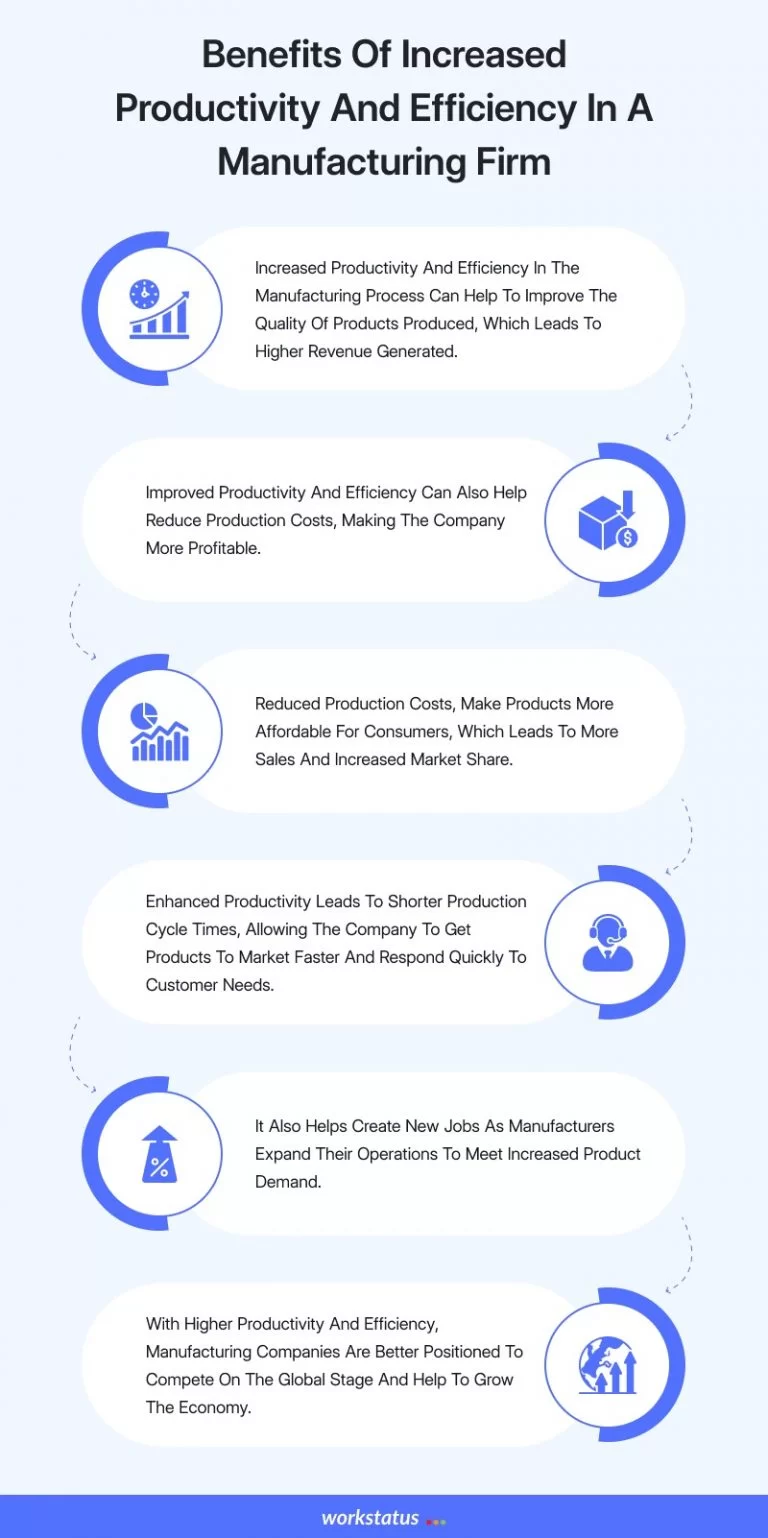 Benefits Of Increased
Productivity And Efficiency In A
Manufacturing Firm
Increased Productivity And Efficiency In The
Manufacturing Process Can Help To Improve The
Quality Of Products Produced, Which Leads To
Higher Revenue Generated.
Improved Productivity And Efficiency Can Also Help
Reduce Production Costs, Making The Company
More Profitable.
$
Reduced Production Costs, Make Products More
Affordable For Consumers, Which Leads To More
Sales And Increased Market Share.
Enhanced Productivity Leads To Shorter Production
Cycle Times, Allowing The Company To Get
Products To Market Faster And Respond Quickly To
Customer Needs.
%
It Also Helps Create New Jobs As Manufacturers
Expand Their Operations To Meet Increased Product
Demand.
With Higher Productivity And Efficiency,
Manufacturing Companies Are Better Positioned To
Compete On The Global Stage And Help To Grow
The Economy.
workstatus